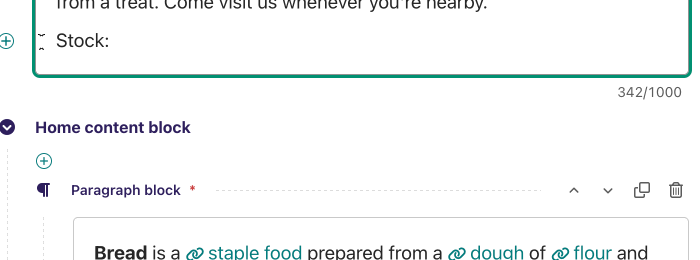 from a treat. Come visit us whenever you're nearby.
Stock:
342/1000
Home content block
Paragraph block *
Bread is a staple food prepared from a dough of flour and